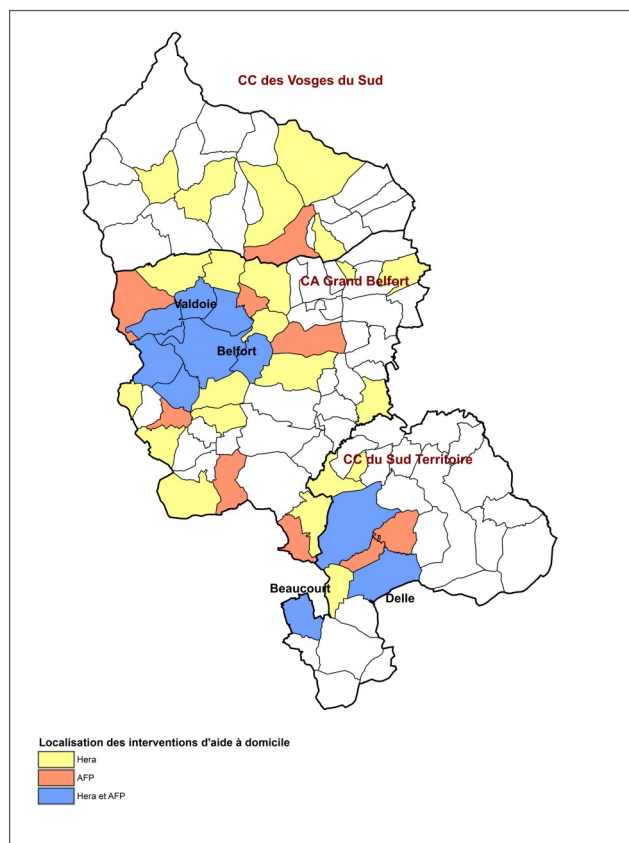 CC des Vosges du Sud
CA Grand Belfort
Valdoie
Belfort
CC du Sud Territoire
Beaucourt
Delle
Localisation des interventions d'aide à domicile
Hera
AFP
Hera et AFP